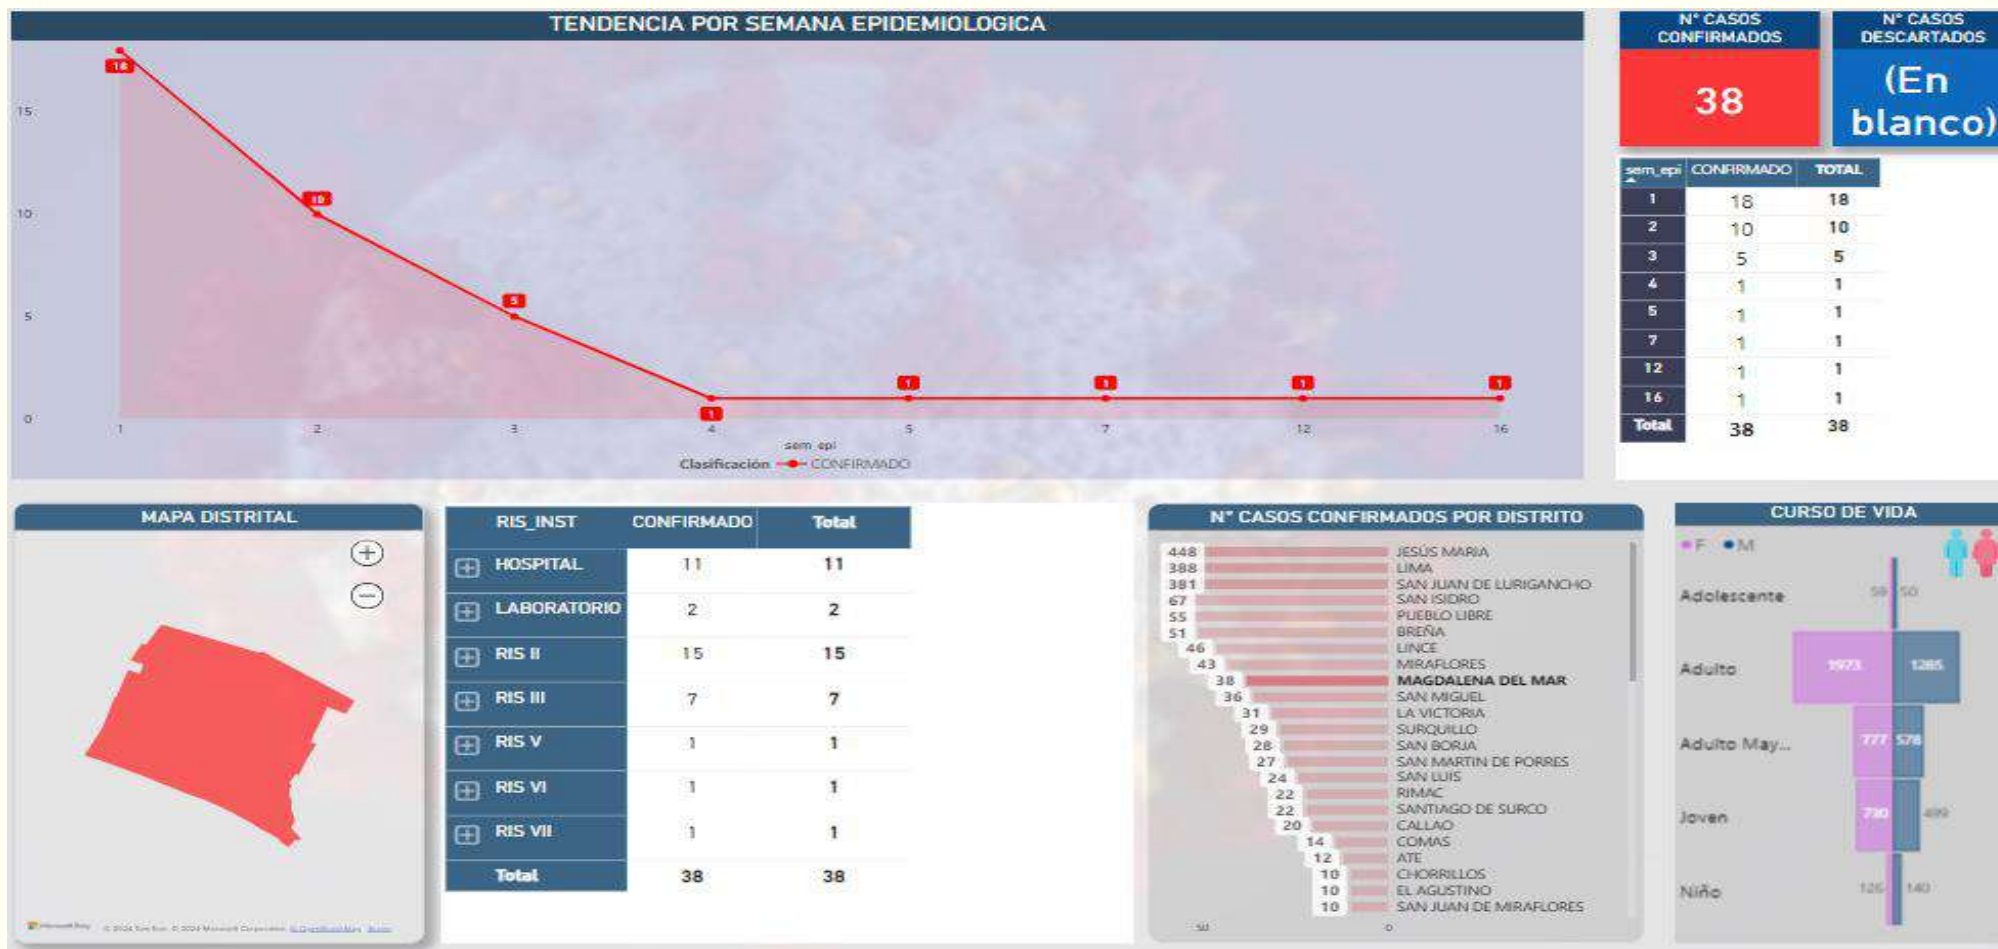 TENDENCIA POR SEMANA EPIDEMIOLOGICA
18
15
10
10
5
5
1
1
1
1
1
0
1
2
3
4
5
7
12
16
sem_epi
Clasificación CONFIRMADO
N° CASOS
CONFIRMADOS
38
N° CASOS
DESCARTADOS
(En
blanco)
sem_epi CONFIRMADO TOTAL
1 18 18
2 10 10
3 5 5
4 1 1
5 1 1
7 1 1
12 1 1
16 1 1
Total 38 38
MAPA DISTRITAL
RIS_INST CONFIRMADO Total
HOSPITAL 11 11
LABORATORIO 2 2
RIS II 15 15
RIS III 7 7
RIS V 1 1
RIS VI 1 1
RIS VII 1 1
Total 38 38
N° CASOS CONFIRMADOS POR DISTRITO
448 JESÚS MARIA
388 LIMA
381 SAN JUAN DE LURIGANCHO
67 SAN ISIDRO
55 PUEBLO LIBRE
51 BREÑA
46 LINCE
43 MIRAFLORES
38 MAGDALENA DEL MAR
36 SAN MIGUEL
31 LA VICTORIA
29 SURQUILLO
28 SAN BORJA
27 SAN MARTIN DE PORRES
24 SAN LUIS
22 RIMAC
22 SANTIAGO DE SURCO
20 CALLAO
14 COMAS
12 ATE
10 CHORRILLOS
10 EL AGUSTINO
10 SAN JUAN DE MIRAFLORES
50 0
CURSO DE VIDA
F M
Adolescente 59 50
Adulto 1973 1285
Adulto May... 777 578
Joven 730 499
Niño 126 140